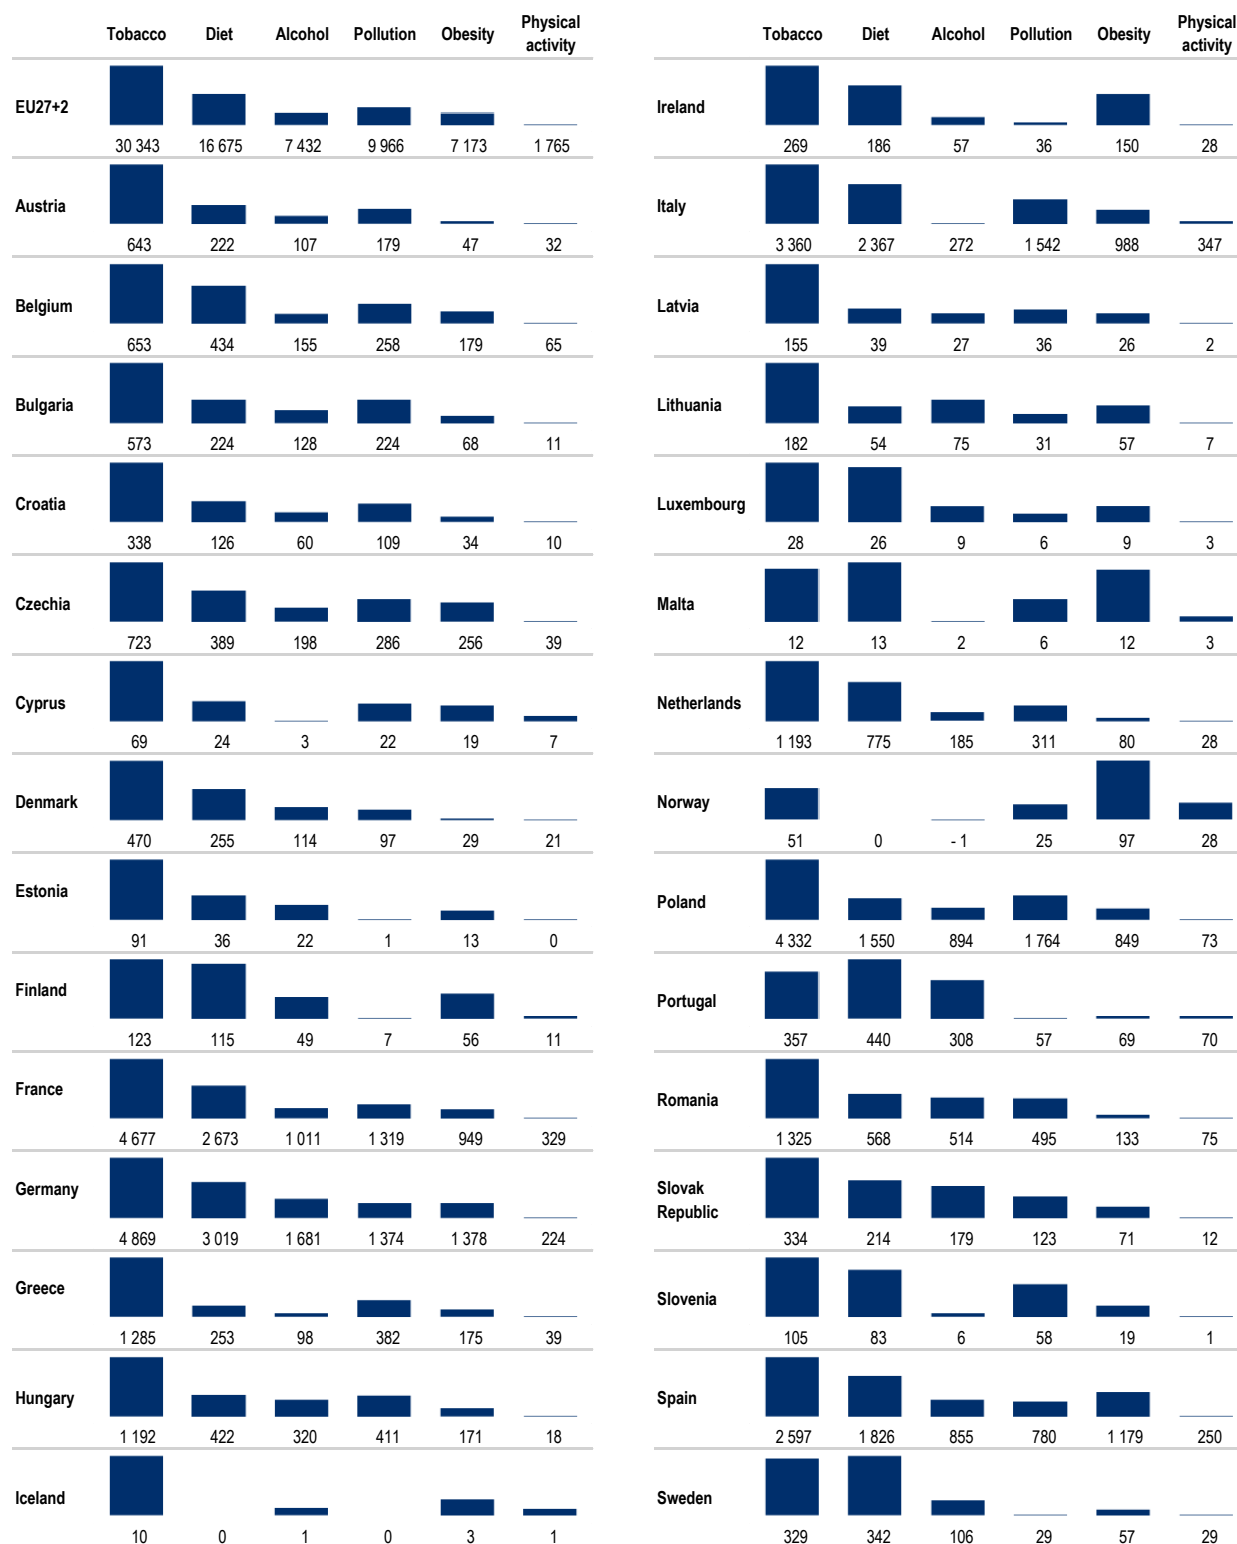 Tobacco Diet Alcohol Pollution Obesity Physical activity
EU27+2
30 343 16 675 7 432 9 966 7 173 1 765
Austria
643 222 107 179 47 32
Belgium
653 434 155 258 179 65
Bulgaria
573 224 128 224 68 11
Croatia
338 126 60 109 34 10
Czechia
723 389 198 286 256 39
Cyprus
69 24 3 22 19 7
Denmark
470 255 114 97 29 21
Estonia
91 36 22 1 13 0
Finland
123 115 49 7 56 11
France
4 677 2 673 1 011 1 319 949 329
Germany
4 869 3 019 1 681 1 374 1 378 224
Greece
1 285 253 98 382 175 39
Hungary
1 192 422 320 411 171 18
Iceland
10 0 1 0 3 1
Tobacco Diet Alcohol Pollution Obesity Physical activity
Ireland
269 186 57 36 150 28
Italy
3 360 2 367 272 1 542 988 347
Latvia
155 39 27 36 26 2
Lithuania
182 54 75 31 57 7
Luxembourg
28 26 9 6 9 3
Malta
12 13 2 6 12 3
Netherlands
1 193 775 185 311 80 28
Norway
51 0 - 1 25 97 28
Poland
4 332 1 550 894 1 764 849 73
Portugal
357 440 308 57 69 70
Romania
1 325 568 514 495 133 75
Slovak
Republic
334 214 179 123 71 12
Slovenia
105 83 6 58 19 1
Spain
2 597 1 826 855 780 1 179 250
Sweden
329 342 106 29 57 29